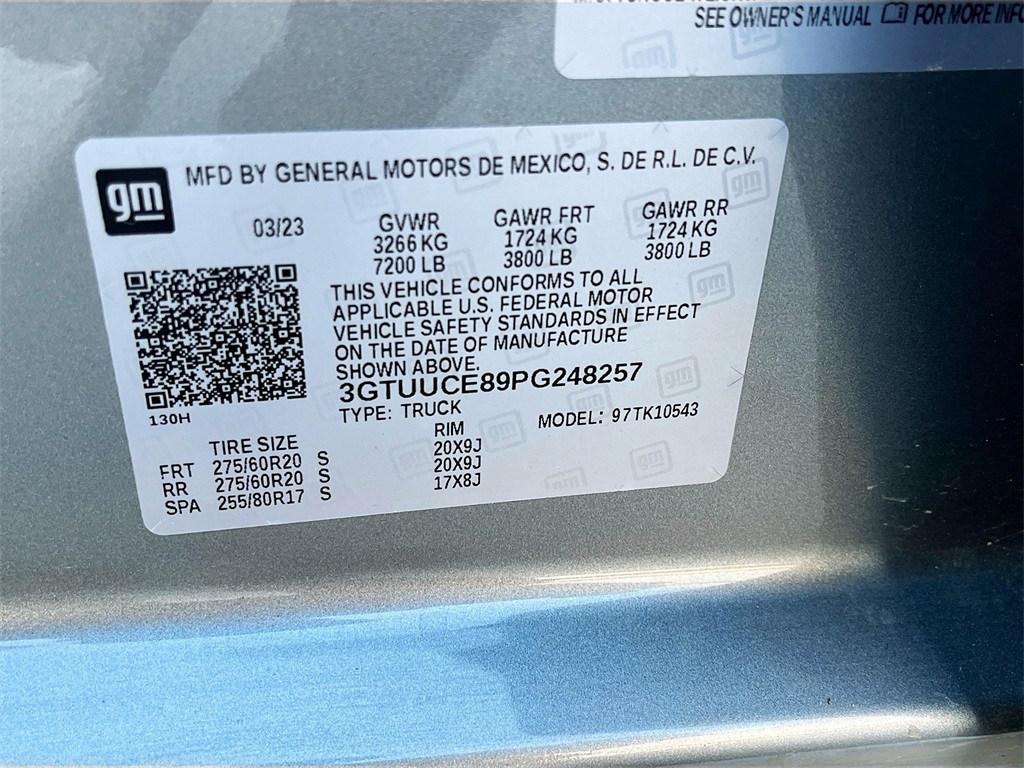 SEE OWNER'S MANUAL FOR MORE INFO
gm
MFD BY GENERAL MOTORS DE MEXICO, S. DE R.L. DE C.V.
03/23 GVWR GAWR FRT GAWR RR
3266 KG 1724 KG 1724 KG
7200 LB 3800 LB 3800 LB
THIS VEHICLE CONFORMS TO ALL
APPLICABLE U.S. FEDERAL MOTOR
VEHICLE SAFETY STANDARDS IN EFFECT
ON THE DATE OF MANUFACTURE
SHOWN ABOVE.
3GTUUCE89PG248257
130H
TYPE: TRUCK MODEL: 97TK10543
TIRE SIZE RIM
FRT 275/60R20 S 20X9J
RR 275/60R20 S 20X9J
SPA 255/80R17 S 17X8J